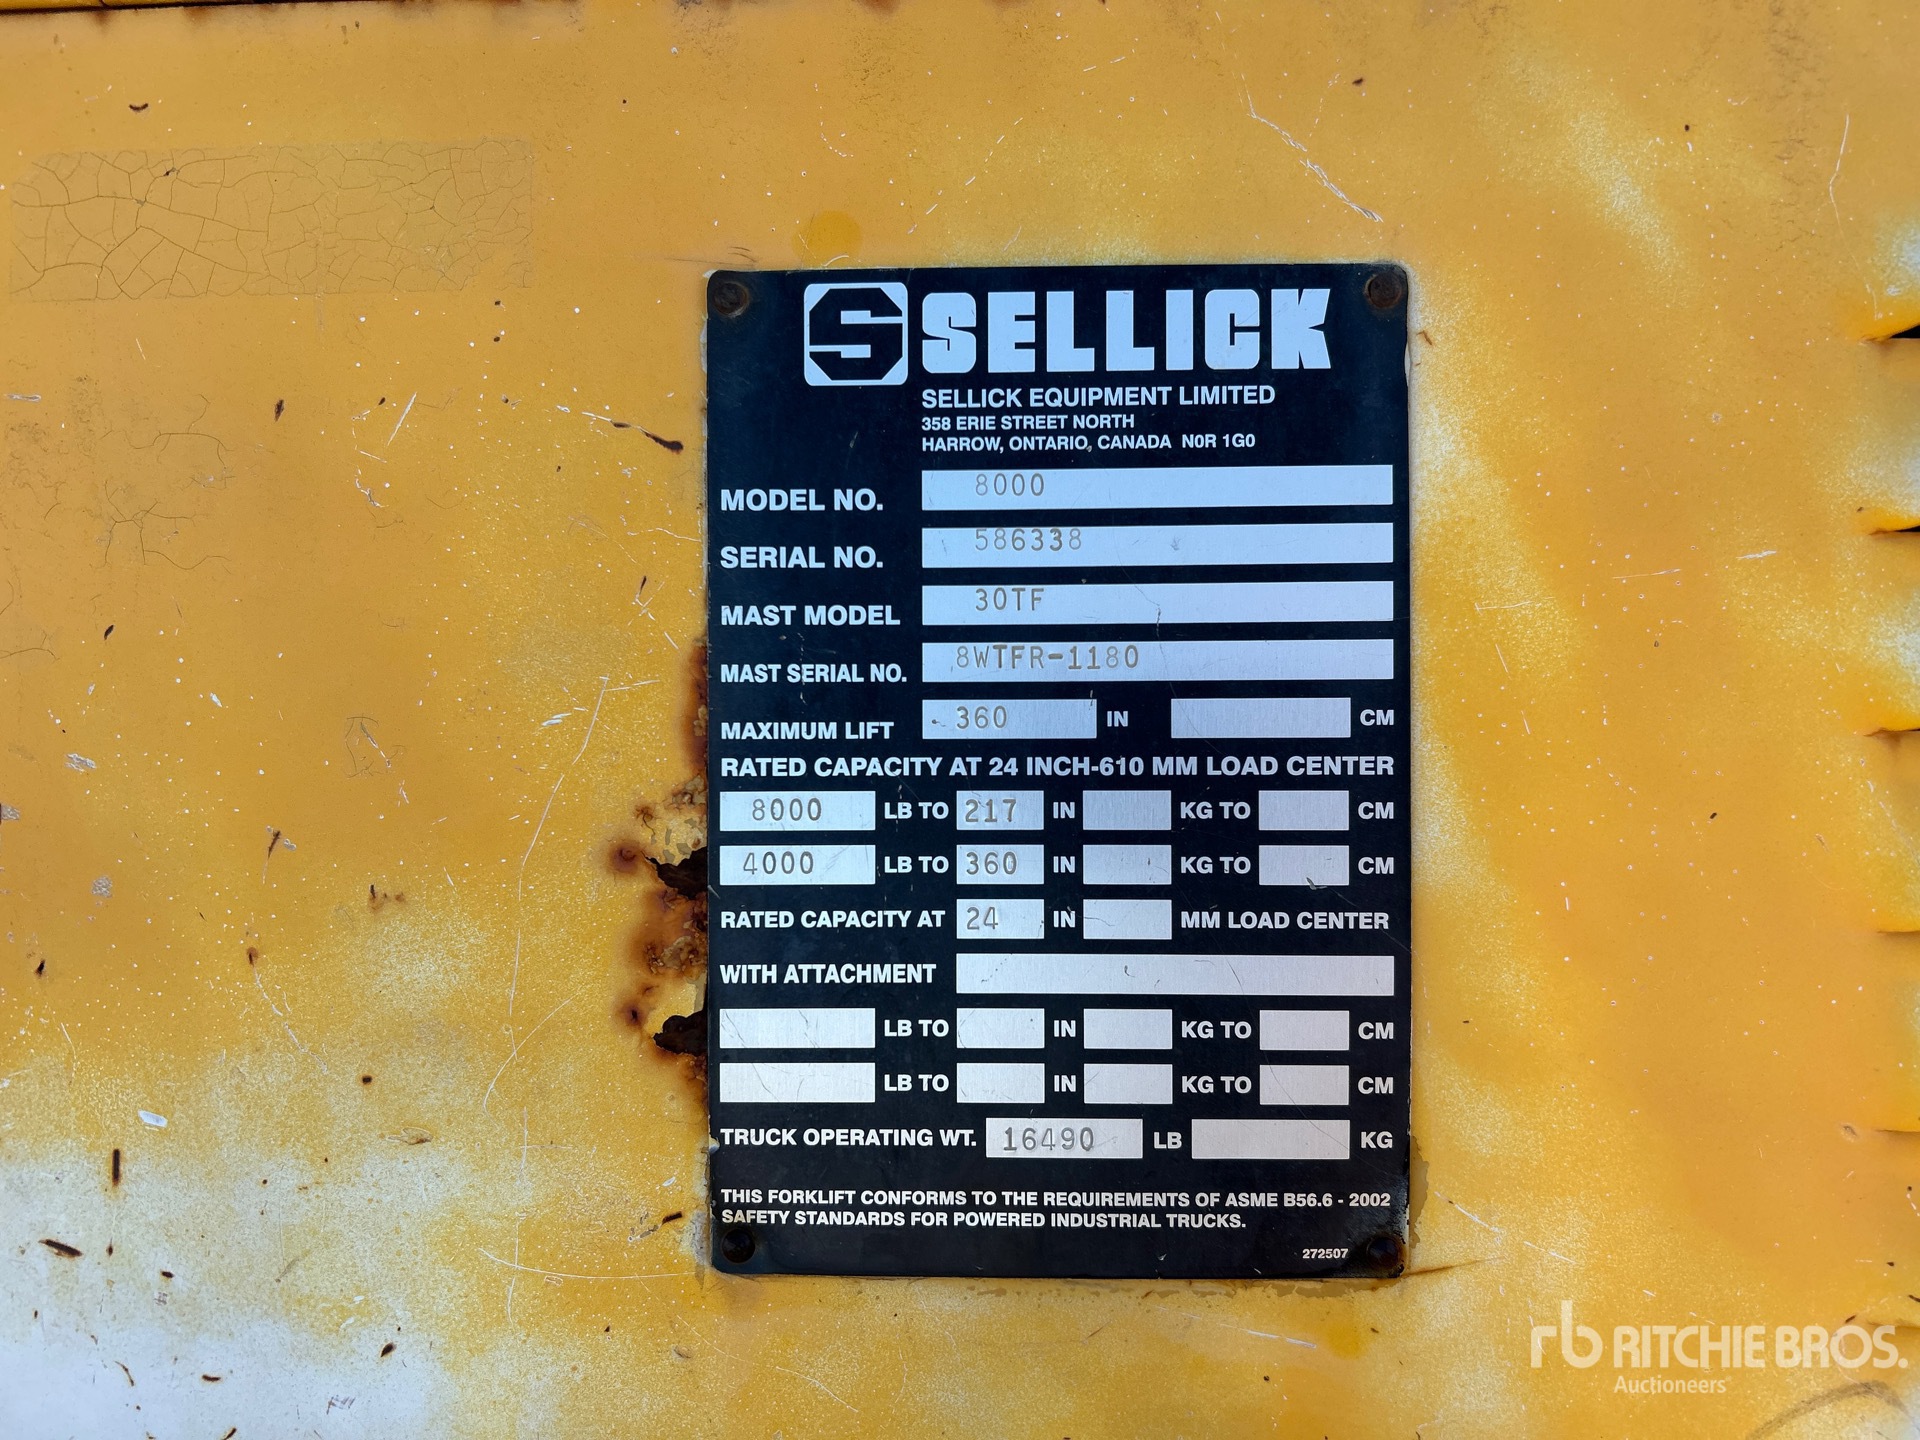 S SELLICK
SELLICK EQUIPMENT LIMITED
358 ERIE STREET NORTH
HARROW, ONTARIO, CANADA N0R 1G0
MODEL NO. 8000
SERIAL NO. 586338
MAST MODEL 30TF
MAST SERIAL NO. 8WTFR-1180
MAXIMUM LIFT 360 IN CM
RATED CAPACITY AT 24 INCH-610 MM LOAD CENTER
8000 LB TO 217 IN KG TO CM
4000 LB TO 360 IN KG TO CM
RATED CAPACITY AT 24 IN MM LOAD CENTER
WITH ATTACHMENT
LB TO IN KG TO CM
LB TO IN KG TO CM
TRUCK OPERATING WT. 16490 LB KG
THIS FORKLIFT CONFORMS TO THE REQUIREMENTS OF ASME B56.6 - 2002
SAFETY STANDARDS FOR POWERED INDUSTRIAL TRUCKS.
272507
rb RITCHIE BROS.
Auctioneers